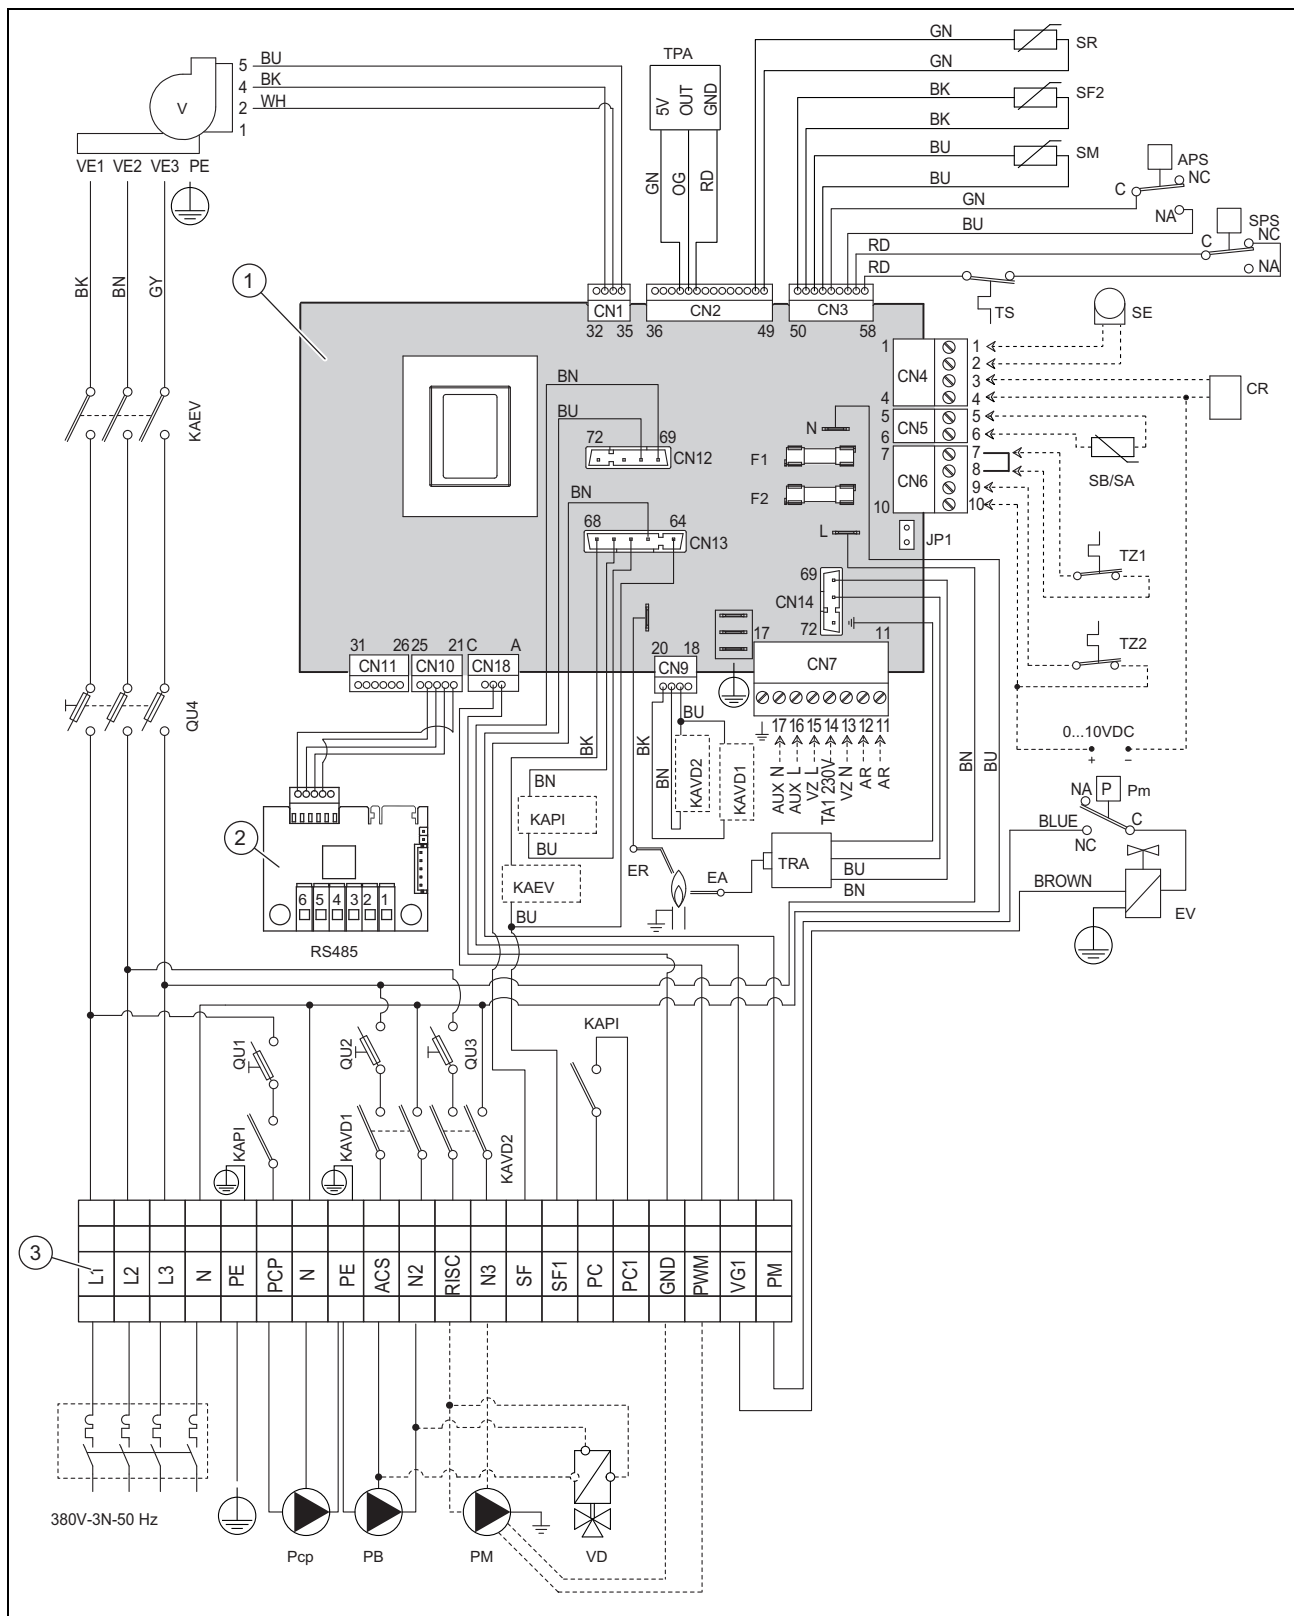 GN
TPA
SR
GN
5 BU
4 BK
2 WH
1
V
5V
OUT
GND
BK
SF2
BK
BU
SM
BU
APS
NC
C
GN
NA
BU
SPS
NC
C
RD
NA
RD
TS
SE
VE1 VE2 VE3 PE
GN
OG
RD
BK
BN
GY
1
CN1
32 35
CN2
36 49
CN3
50 58
1
CN4
4
1
2
3
4
CR
5
CN5
6
5
6
SB/SA
7
CN6
10
7
8
9
10
KAEV
BN
BU
72 69
CN12
N
F1
F2
BN
68 64
CN13
L
JP1
TZ1
69
CN14
72
TZ2
31 26
CN11
25 21
CN10
C A
CN18
20 18
CN9
17 11
CN7
QU4
17 16 15 14 13 12 11
AUX N
AUX L
VZ L
TA1 230V
VZ N
AR
AR
0...10VDC
+ -
BK
BN
BU
BK
BN
KAVD2
KAVD1
BN
BU
KAPI
BU
KAEV
BU
2
6 5 4 3 2 1
RS485
ER
EA
TRA
BU
BN
NA
P
Pm
BLUE
C
NC
BROWN
EV
QU1
QU2
QU3
KAPI
KAPI
KAVD1
KAVD2
3
L1
L2
L3
N
PE
PCP
N
PE
ACS
N2
RISC
N3
SF
SF1
PC
PC1
GND
PWM
VG1
PM
380V-3N-50 Hz
Pcp
PB
PM
VD